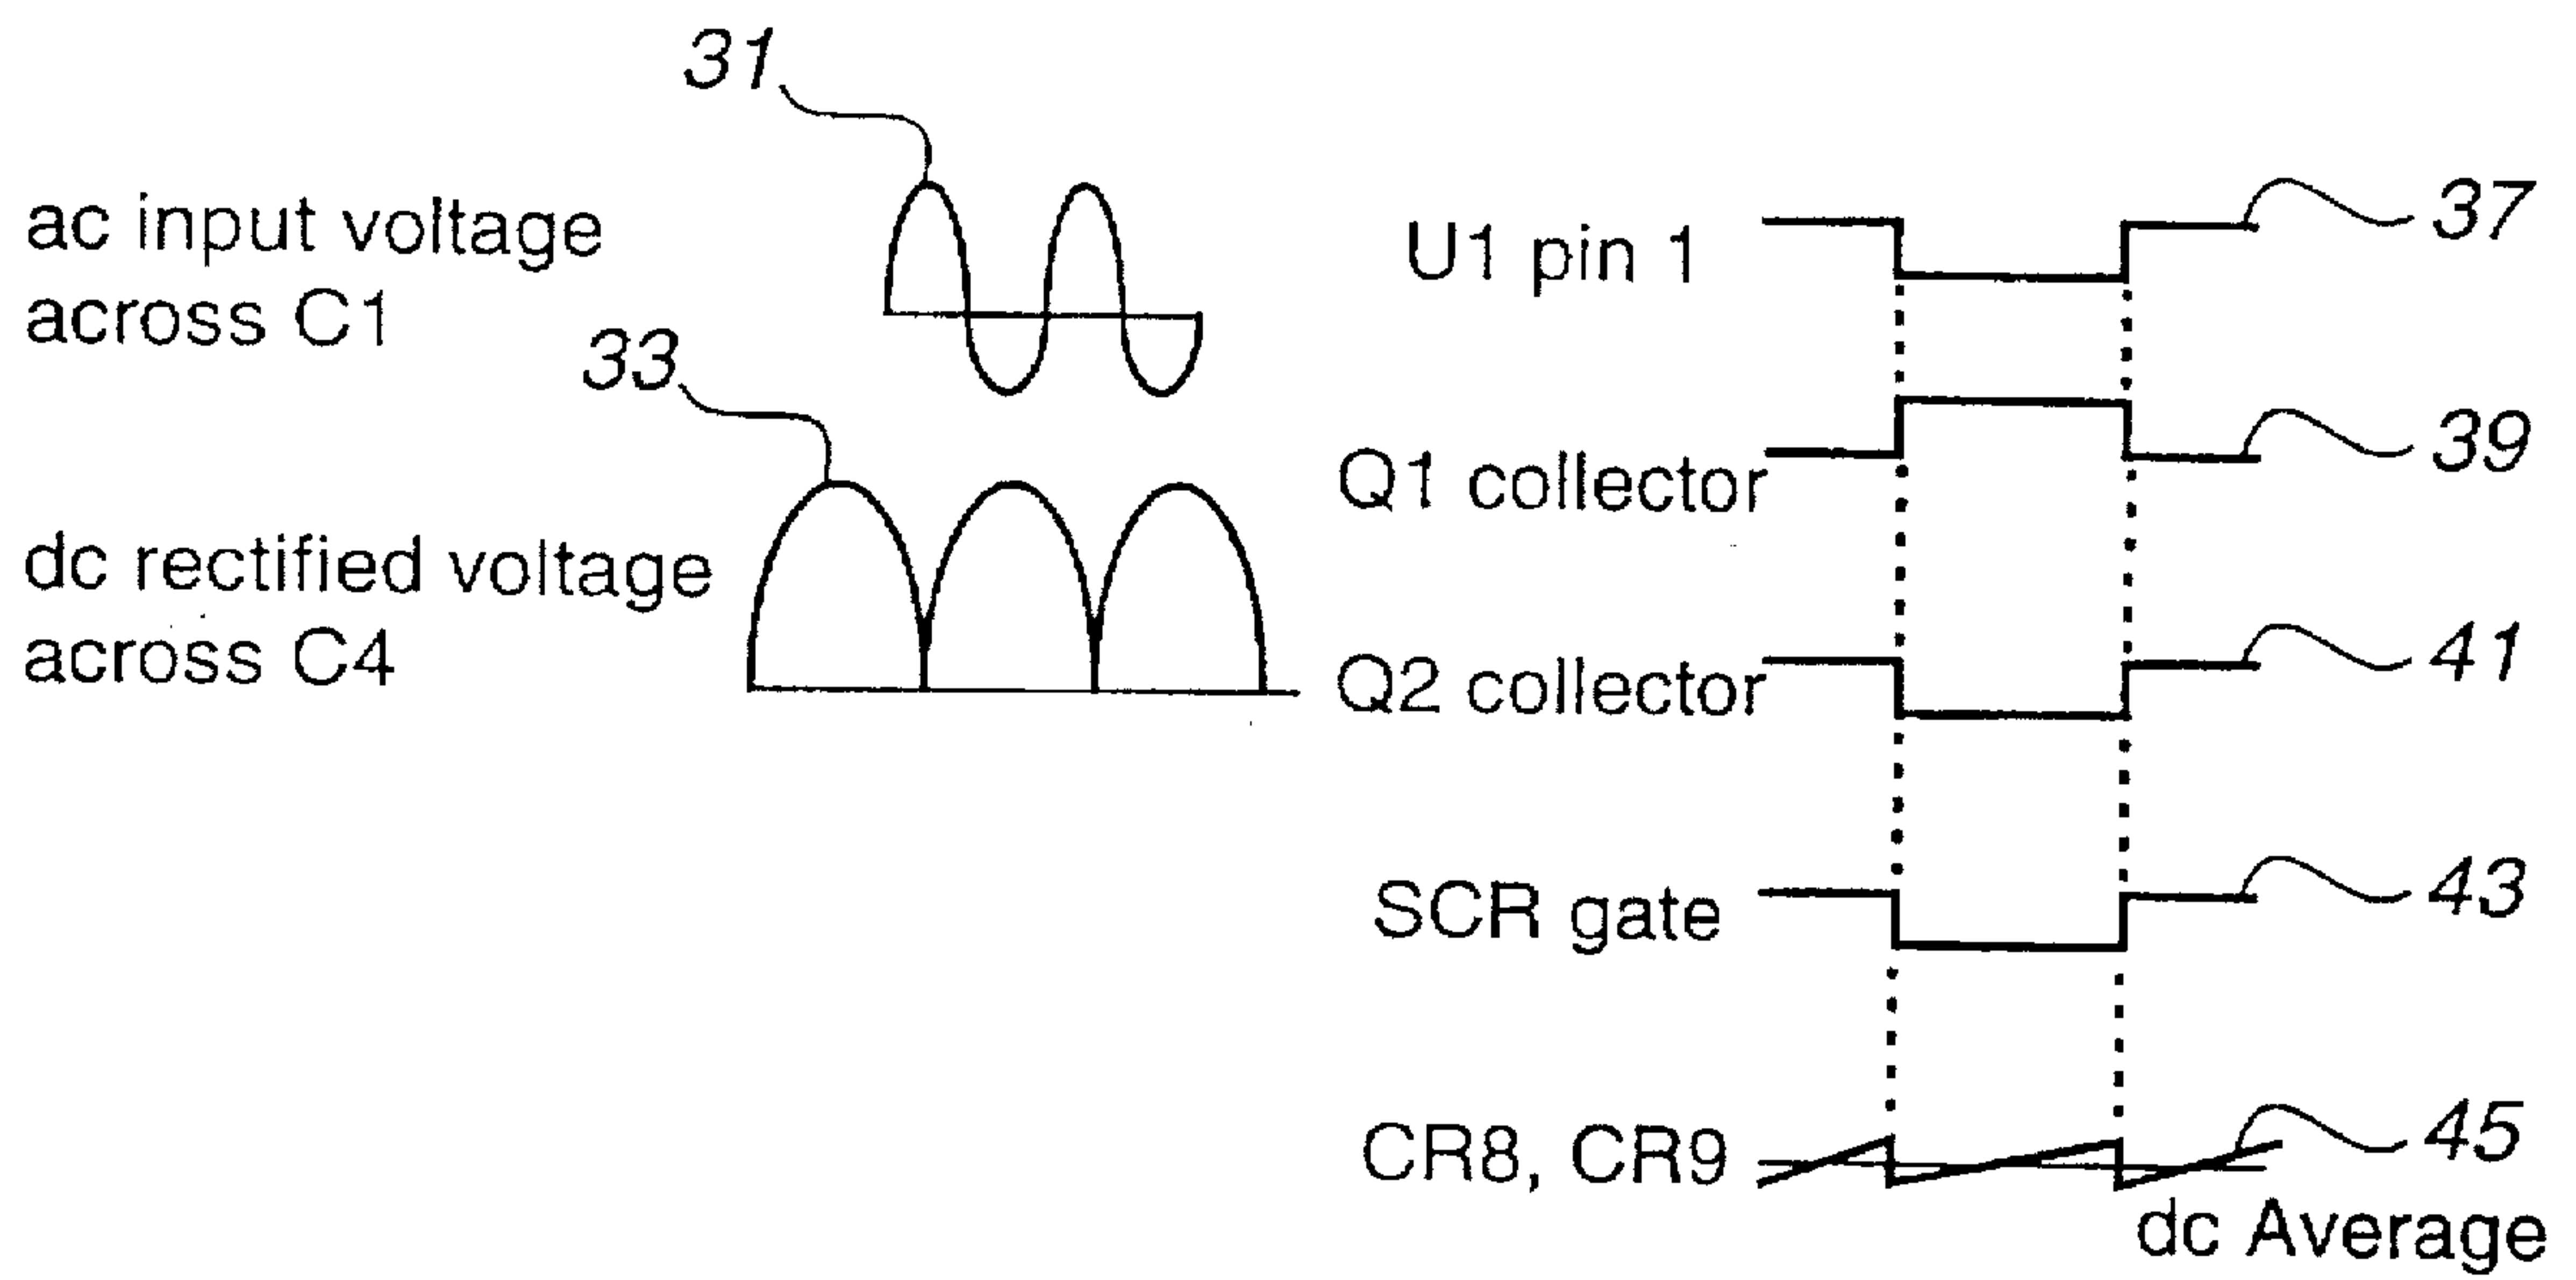 31
ac input voltage
across C1
33
dc rectified voltage
across C4
U1 pin 1
37
Q1 collector
39
Q2 collector
41
SCR gate
43
CR8, CR9
45
dc Average